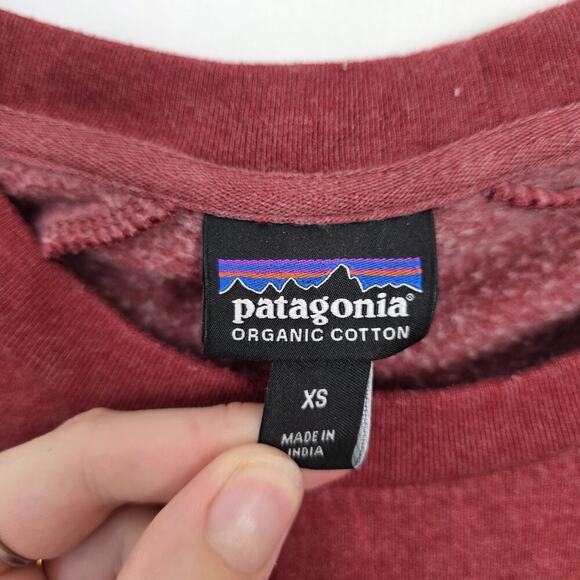 patagonia®
ORGANIC COTTON
XS
MADE IN
INDIA